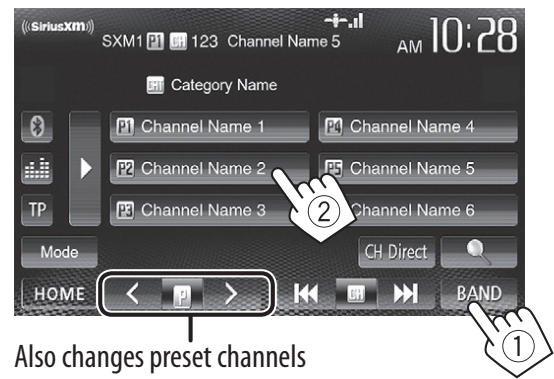 ((SiriusXm))
SXM1 P1 CH 123 Channel Name 5
AM 10:28
CH Category Name
P1 Channel Name 1
P4 Channel Name 4
P2 Channel Name 2
P5 Channel Name 5
TP
P3 Channel Name 3
Channel Name 6
2
Mode
CH Direct
HOME
< P >
CH
BAND
1
Also changes preset channels